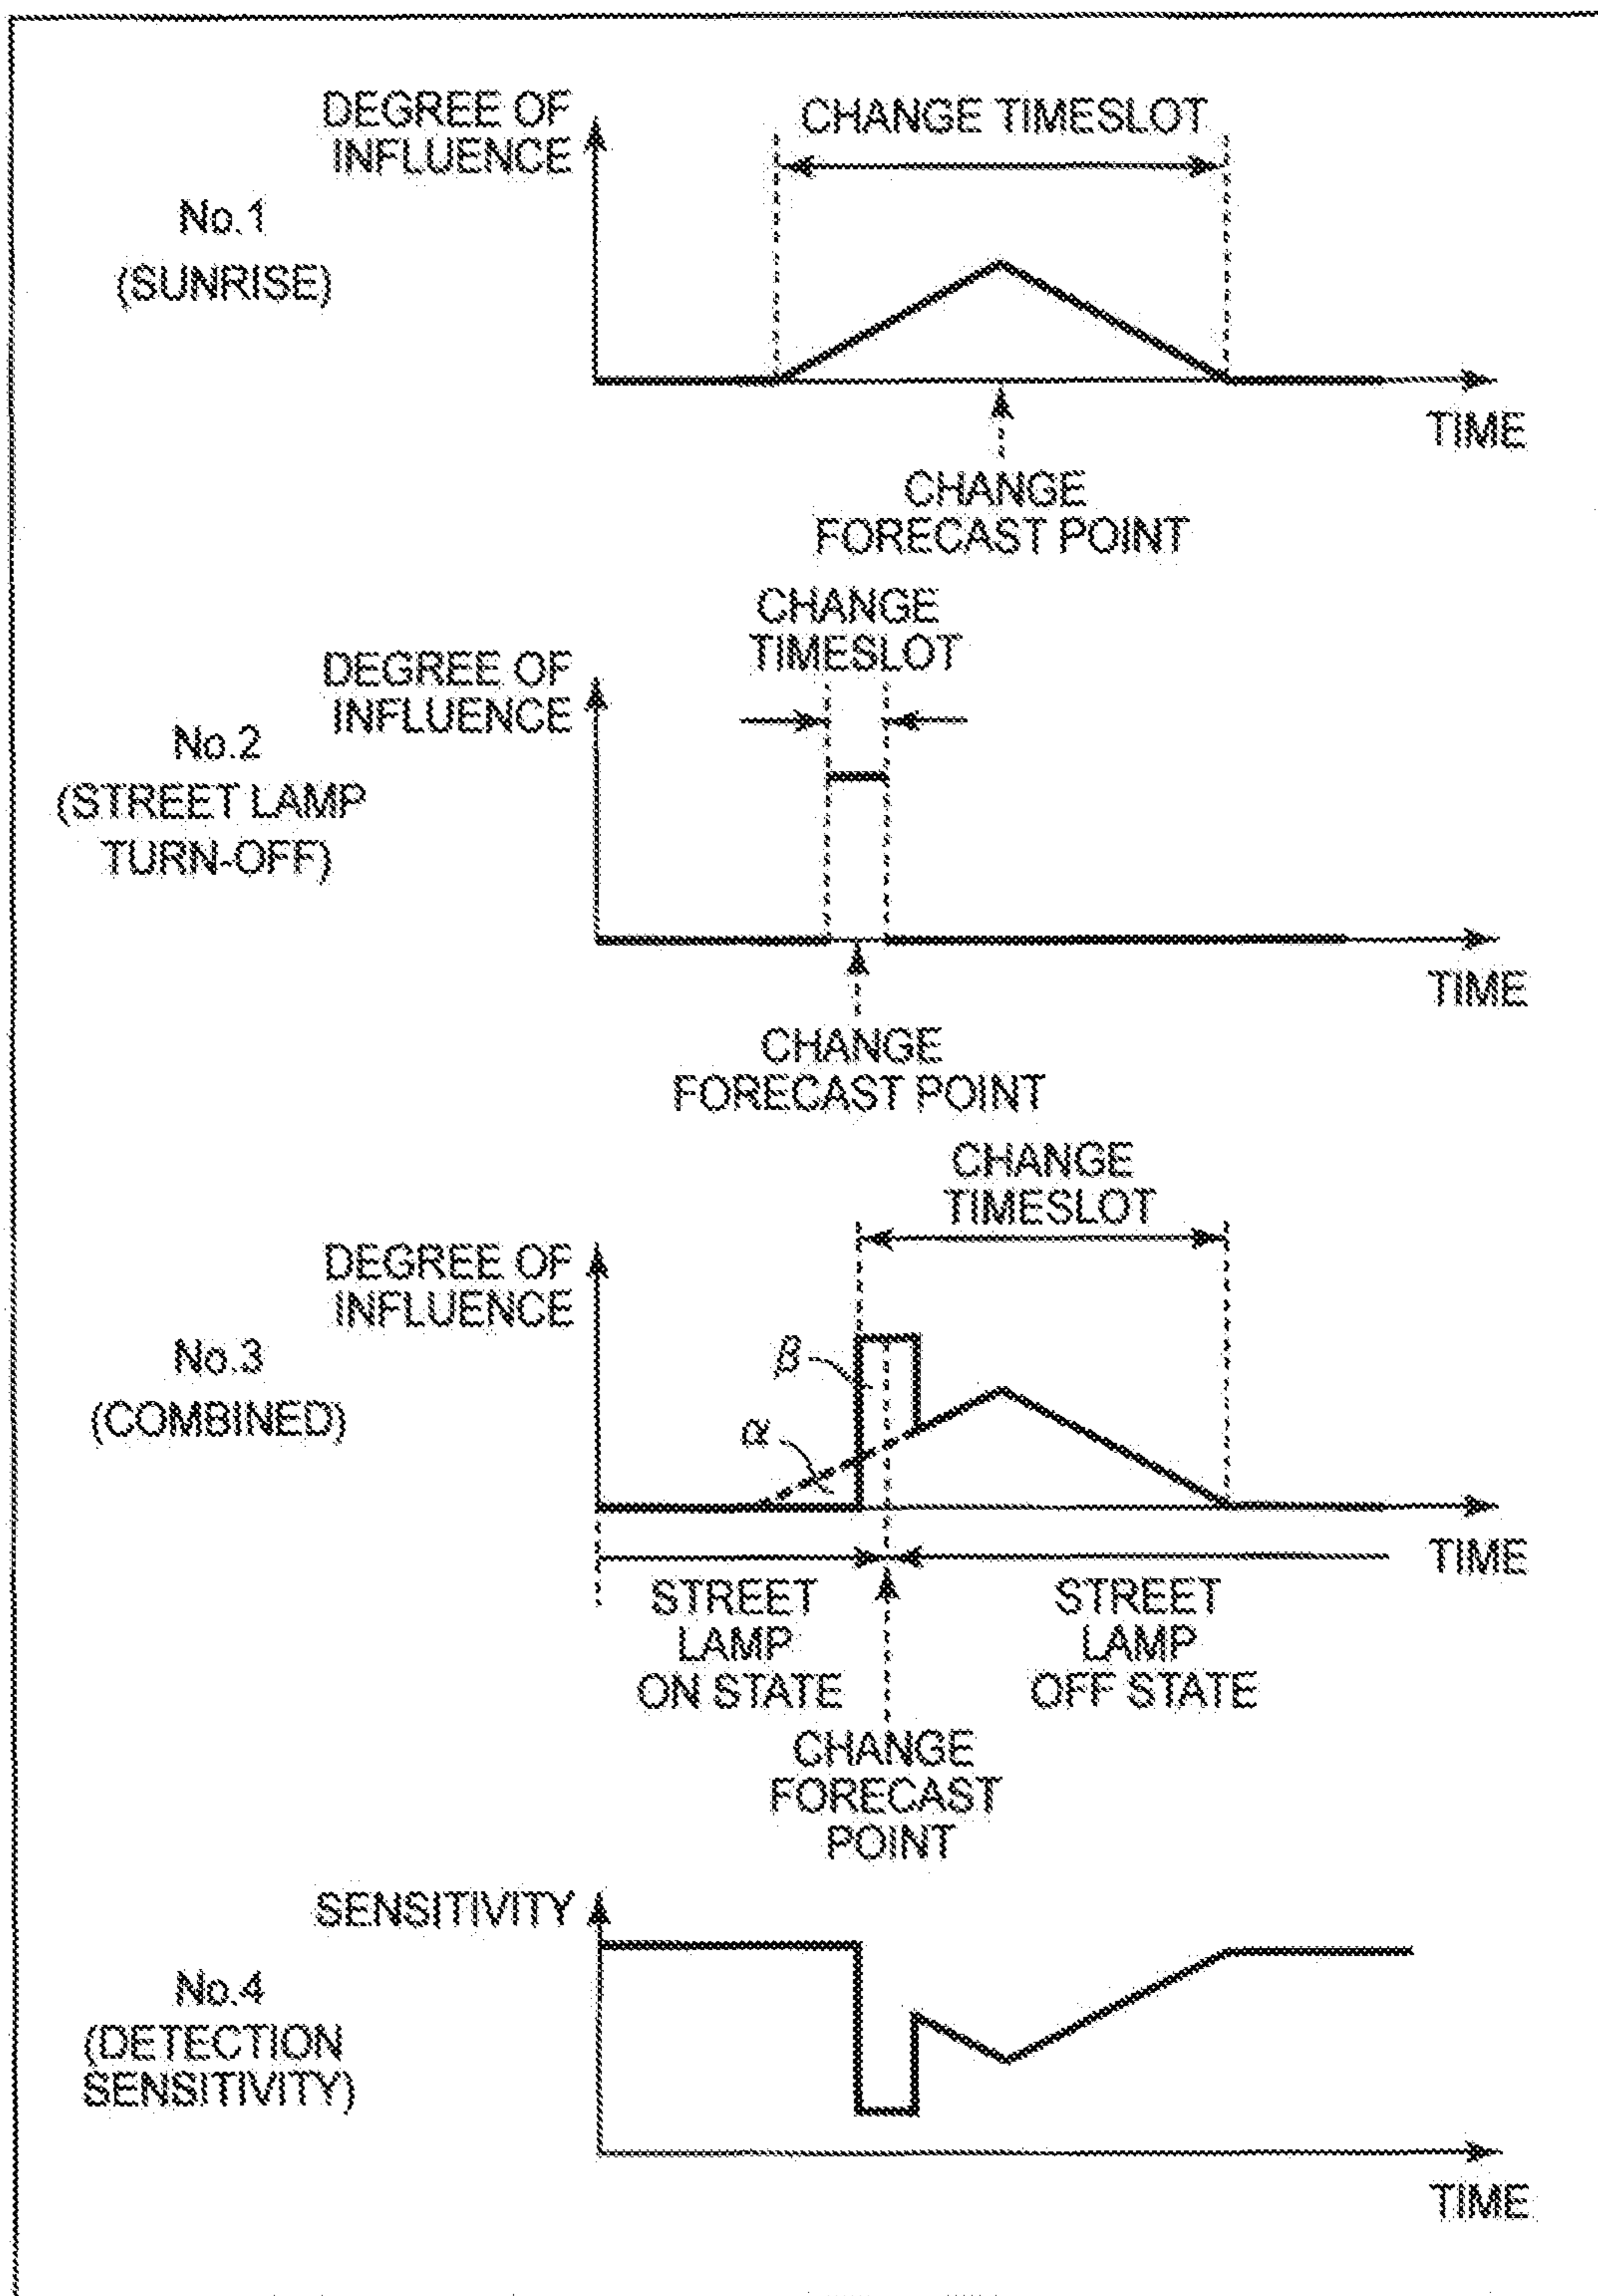 DEGREE OF
INFLUENCE
CHANGE TIMESLOT
No.1
(SUNRISE)
TIME
CHANGE
FORECAST POINT
CHANGE
TIMESLOT
DEGREE OF
INFLUENCE
No.2
(STREET LAMP
TURN-OFF)
TIME
CHANGE
FORECAST POINT
CHANGE
TIMESLOT
DEGREE OF
INFLUENCE
No.3
(COMBINED)
β
α
TIME
STREET
LAMP
ON STATE
STREET
LAMP
OFF STATE
CHANGE
FORECAST
POINT
SENSITIVITY
No.4
(DETECTION
SENSITIVITY)
TIME